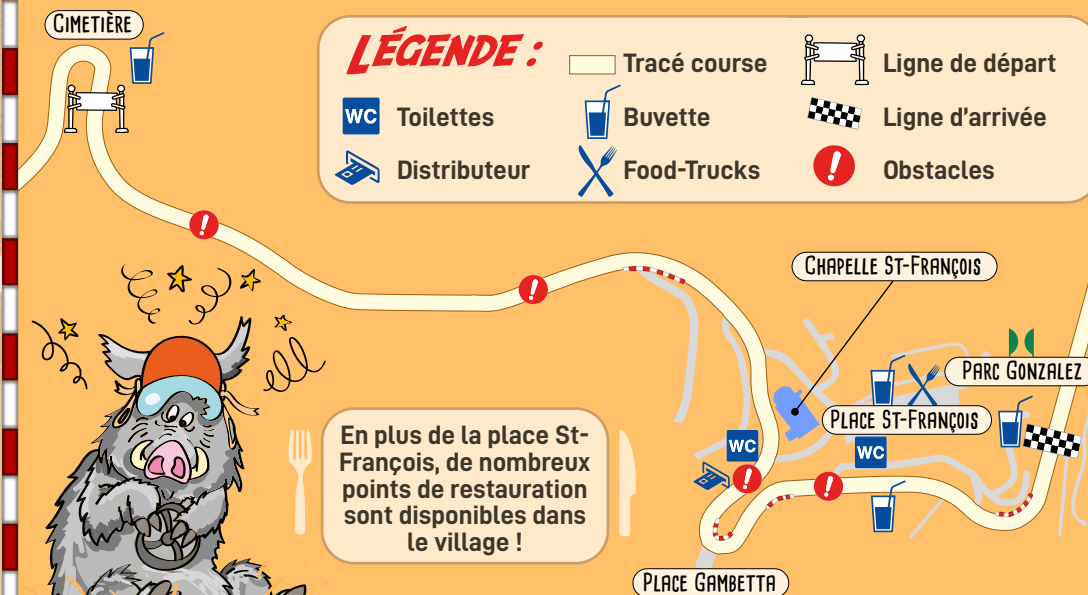 CIMETIÈRE
LÉGENDE :
Tracé course
Ligne de départ
WC
Toilettes
Buvette
Ligne d'arrivée
Distributeur
Food-Trucks
Obstacles
CHAPELLE ST-FRANÇOIS
PARC GONZALEZ
PLACE ST-FRANÇOIS
WC
WC
En plus de la place St-
François, de nombreux
points de restauration
sont disponibles dans
le village !
PLACE GAMBETTA